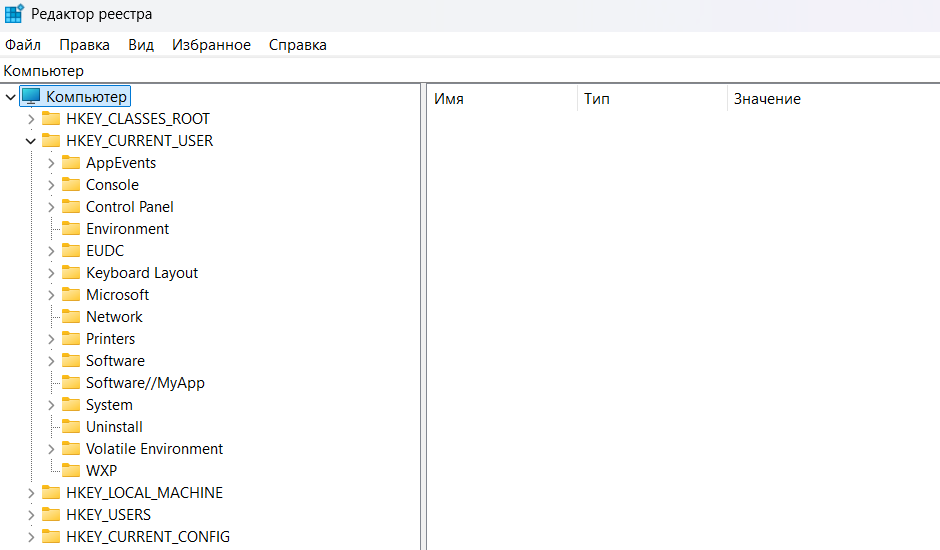 Редактор реестра
Файл Правка Вид Избранное Справка
Компьютер
Компьютер
Имя Тип Значение
HKEY_CLASSES_ROOT
HKEY_CURRENT_USER
AppEvents
Console
Control Panel
Environment
EUDC
Keyboard Layout
Microsoft
Network
Printers
Software
Software//MyApp
System
Uninstall
Volatile Environment
WXP
HKEY_LOCAL_MACHINE
HKEY_USERS
HKEY_CURRENT_CONFIG